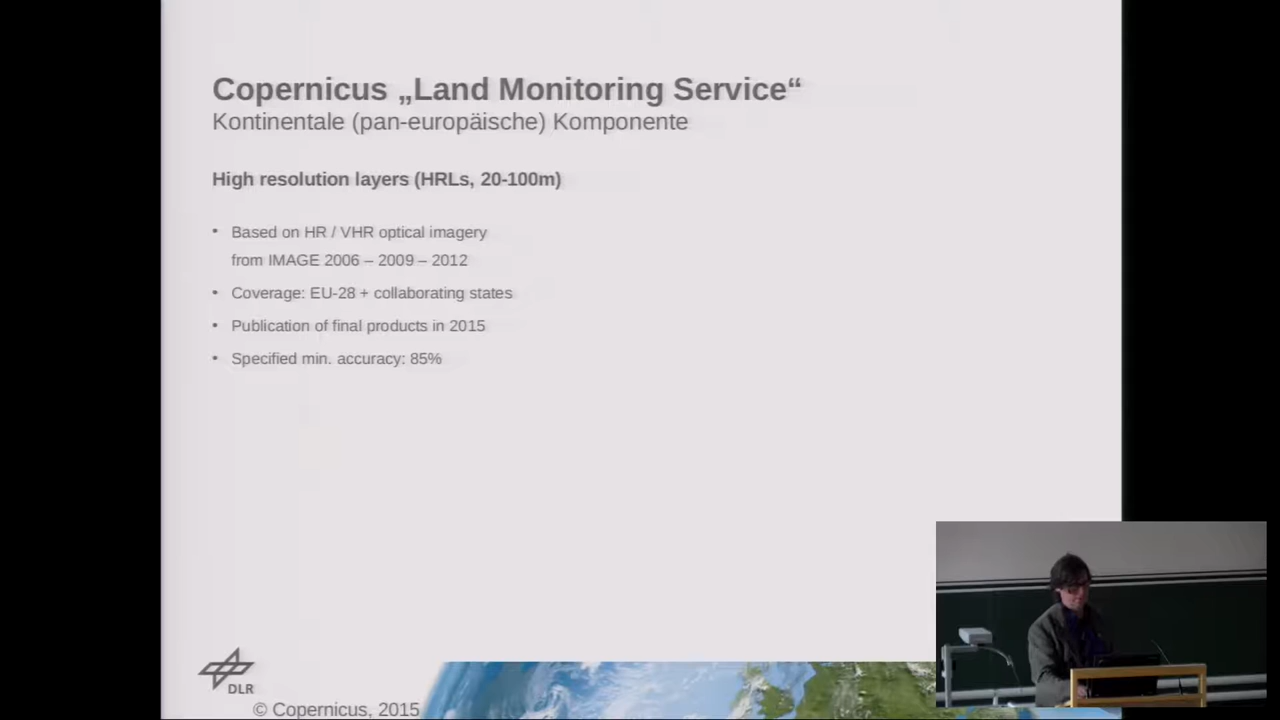 Copernicus „Land Monitoring Service“
Kontinentale (pan-europäische) Komponente
High resolution layers (HRLs, 20-100m)
• Based on HR / VHR optical imagery
from IMAGE 2006 – 2009 – 2012
• Coverage: EU-28 + collaborating states
• Publication of final products in 2015
• Specified min. accuracy: 85%
DLR
© Copernicus, 2015